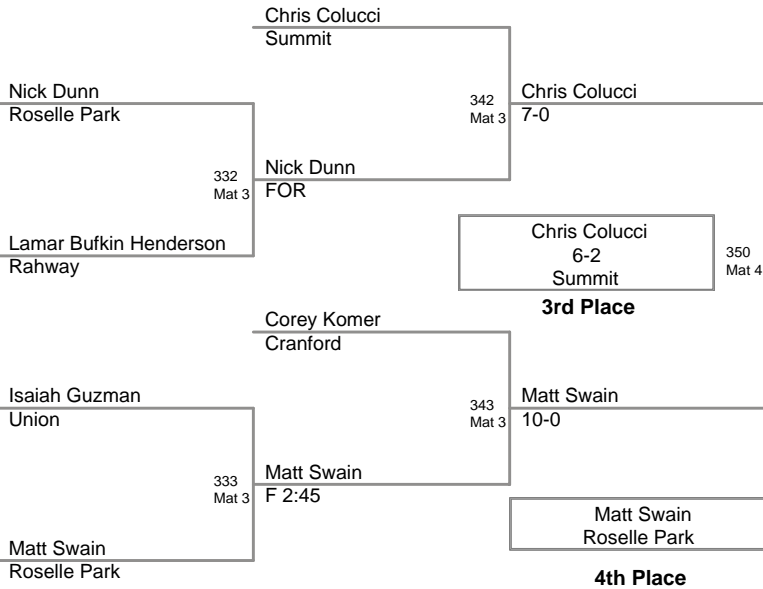 Chris Colucci
Summit
Nick Dunn
Roselle Park
342
Mat 3
Chris Colucci
7-0
332
Mat 3
Nick Dunn
FOR
Lamar Bufkin Henderson
Rahway
Chris Colucci
6-2
Summit
350
Mat 4
3rd Place
Corey Komer
Cranford
Isaiah Guzman
Union
343
Mat 3
Matt Swain
10-0
333
Mat 3
Matt Swain
F 2:45
Matt Swain
Roselle Park
Matt Swain
Roselle Park
4th Place